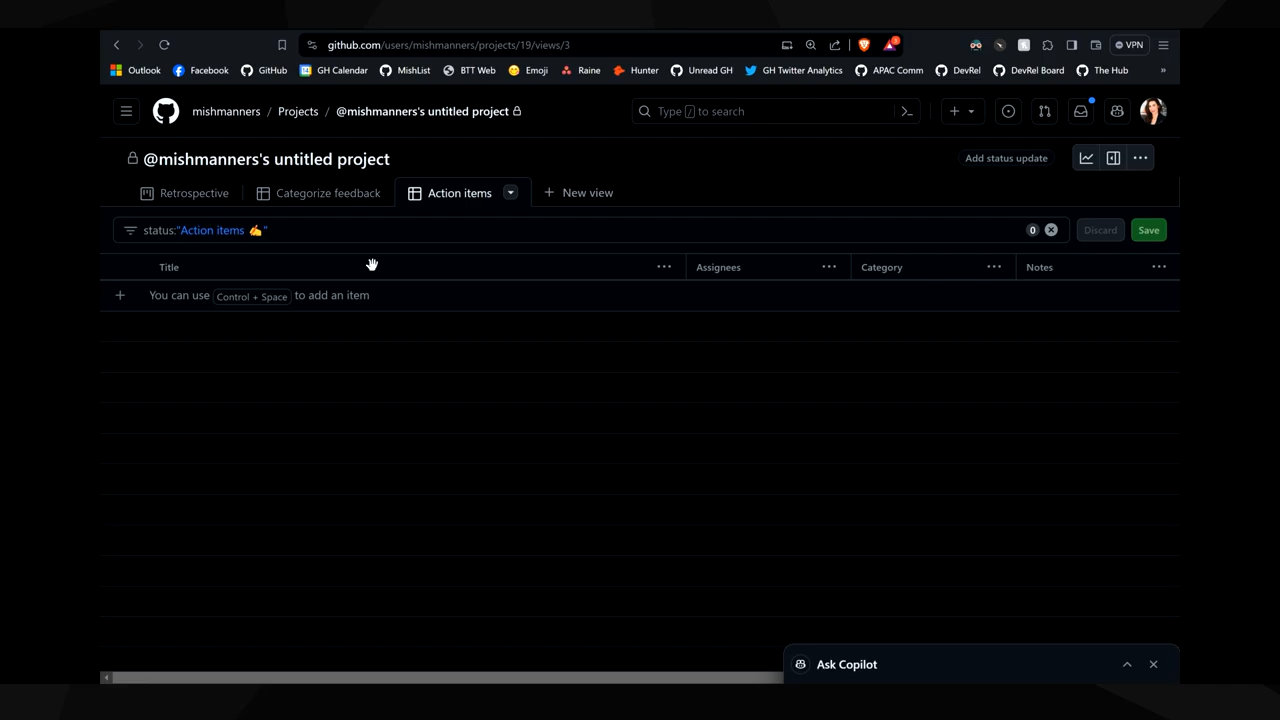 github.com/users/mishmanners/projects/19/views/3
VPN
Outlook Facebook GitHub GH Calendar MishList BTT Web Emoji Raine Hunter Unread GH GH Twitter Analytics APAC Comm DevRel DevRel Board The Hub »
mishmanners / Projects / @mishmanners's untitled project
Type / to search
@mishmanners's untitled project
Add status update
Retrospective Categorize feedback Action items New view
status:"Action items ✍️"
0
Discard Save
Title Assignees Category Notes
You can use Control + Space to add an item
Ask Copilot